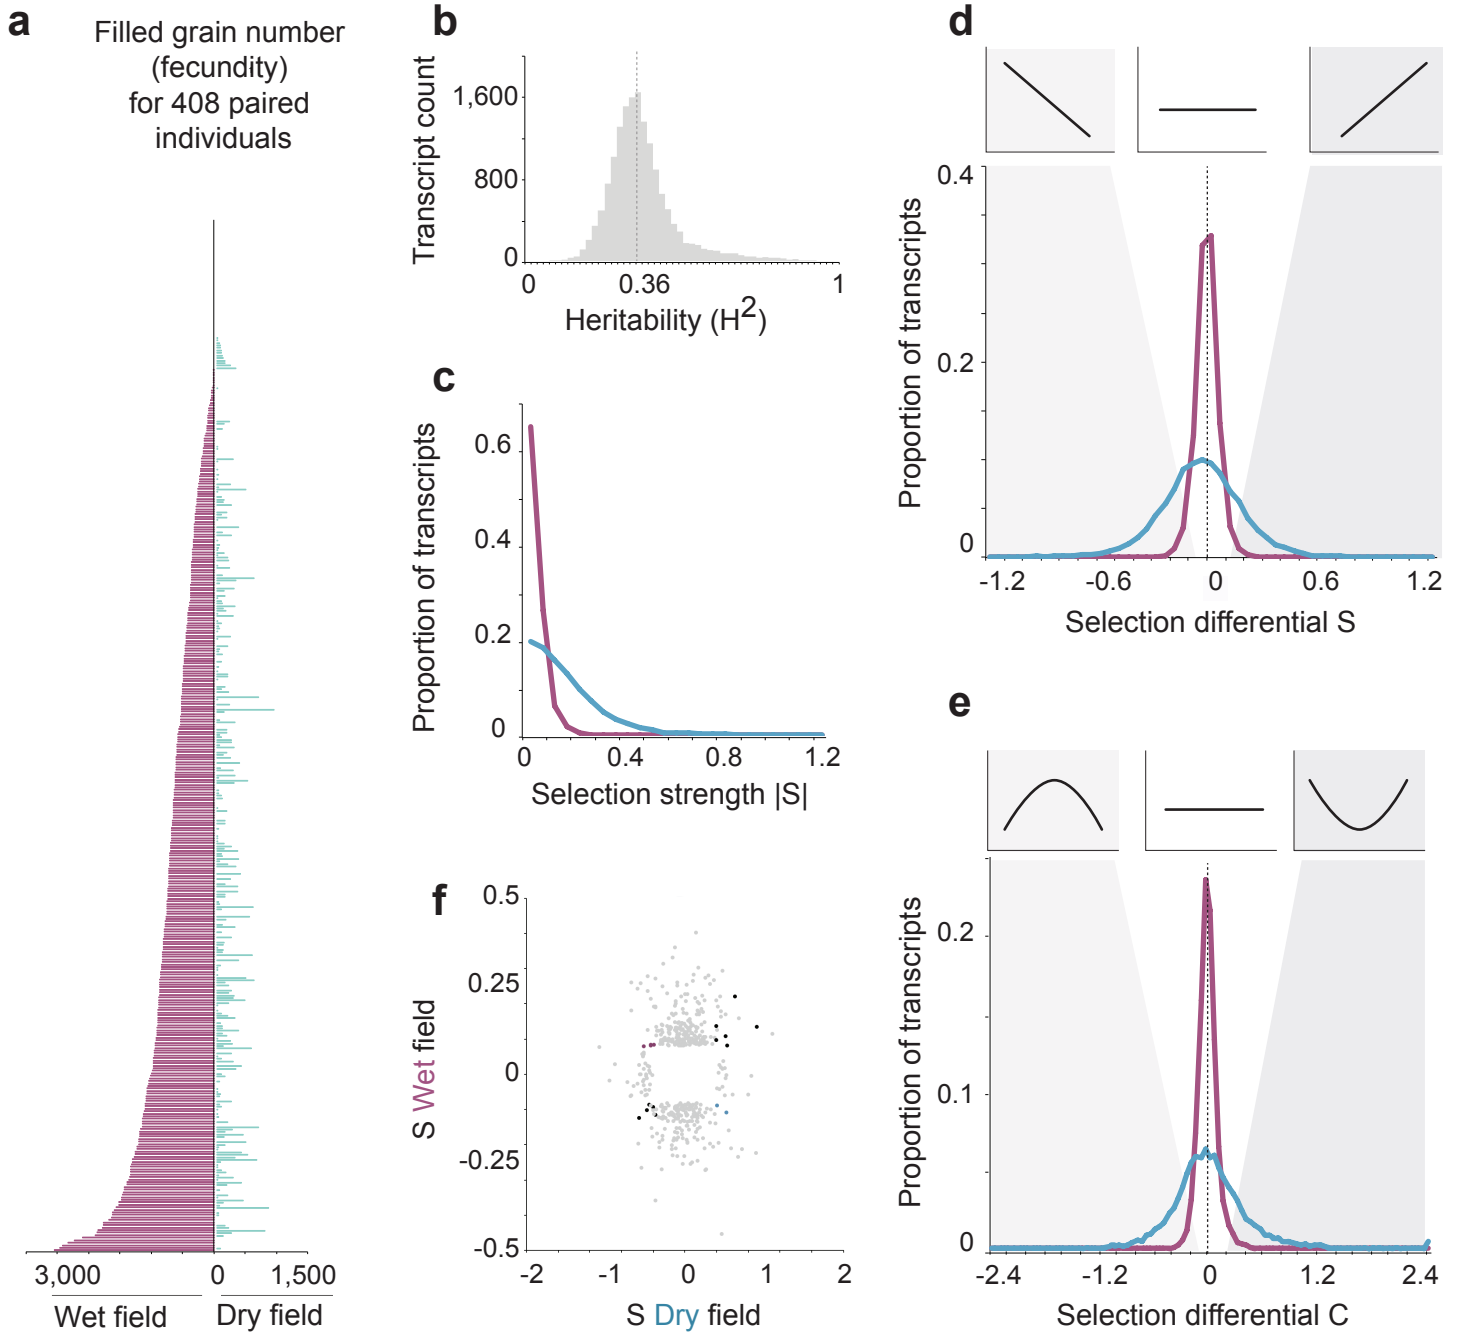 a
Filled grain number
(fecundity)
for 408 paired
individuals
3,000
0
1,500
Wet field
Dry field
b
Transcript count
1,600
800
0
0
0.36
1
Heritability (H2)
c
Proportion of transcripts
0.6
0.4
0.2
0
0
0.4
0.8
1.2
Selection strength |S|
d
Proportion of transcripts
0.4
0.2
0
-1.2
-0.6
0
0.6
1.2
Selection differential S
e
Proportion of transcripts
0.2
0.1
0
-2.4
-1.2
0
1.2
2.4
Selection differential C
f
S Wet field
0.5
0.25
0
-0.25
-0.5
-2
-1
0
1
2
S Dry field